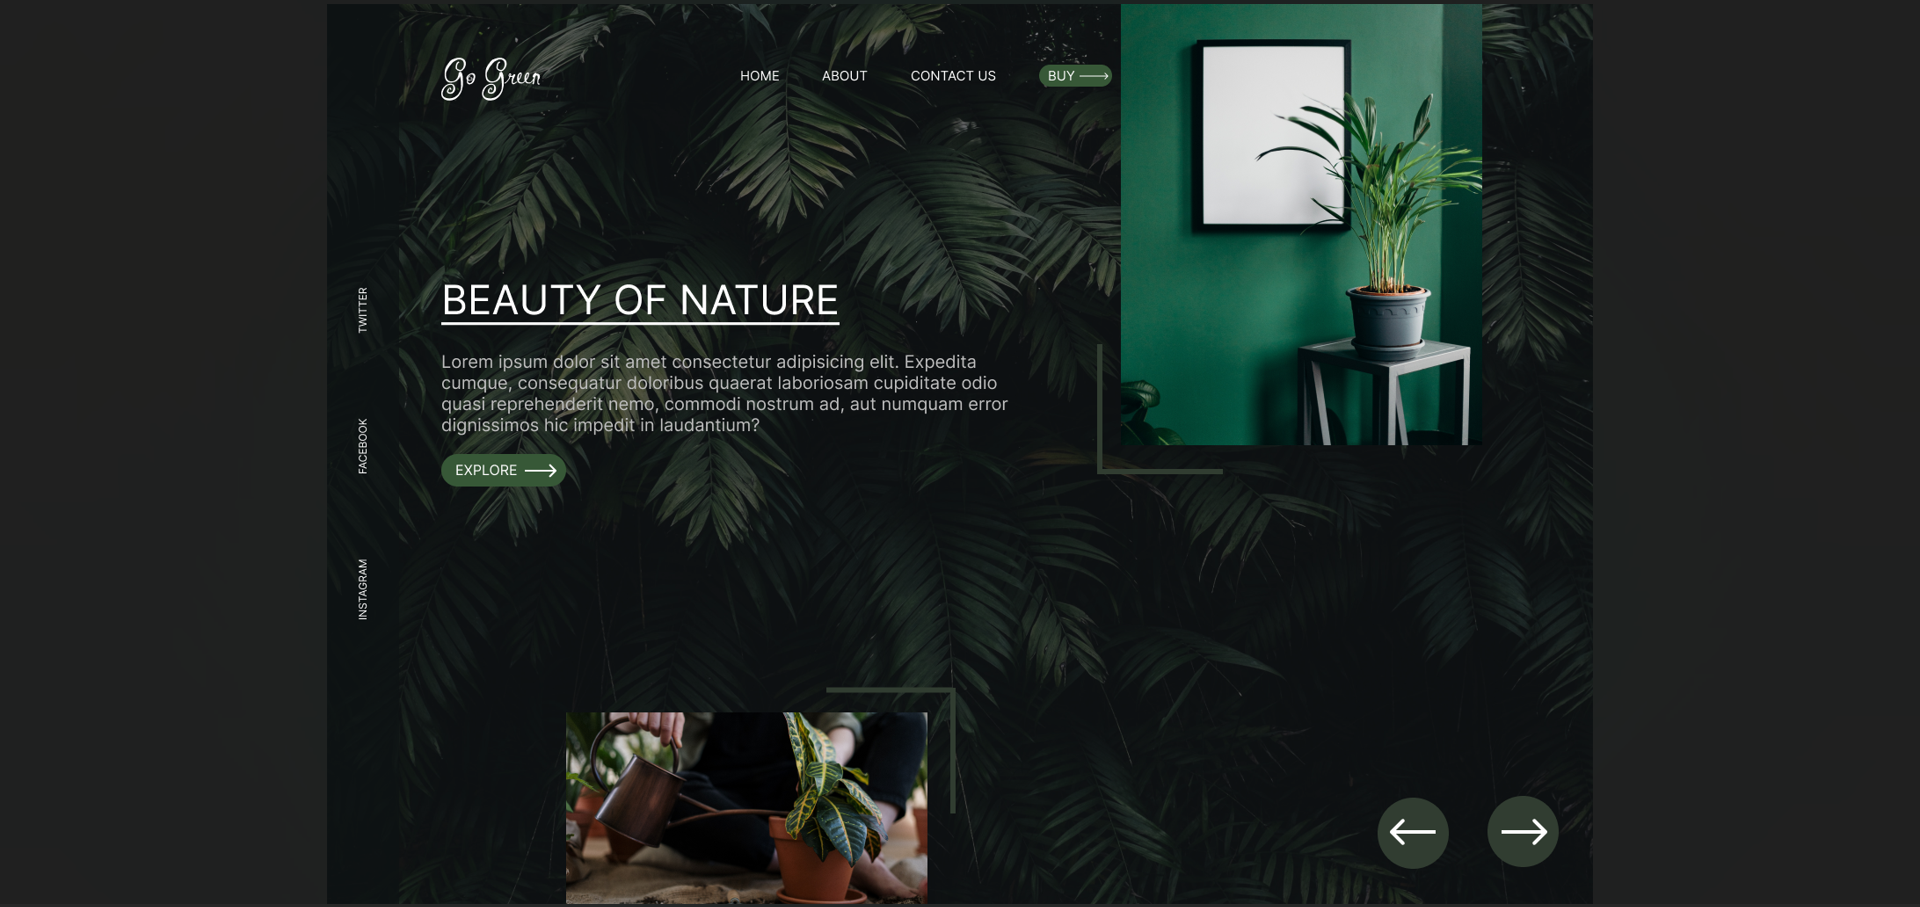 Go Green
HOME
ABOUT
CONTACT US
BUY
TWITTER
FACEBOOK
INSTAGRAM
BEAUTY OF NATURE
Lorem ipsum dolor sit amet consectetur adipisicing elit. Expedita
cumque, consequatur doloribus quaerat laboriosam cupiditate odio
quasi reprehenderit nemo, commodi nostrum ad, aut numquam error
dignissimos hic impedit in laudantium?
EXPLORE